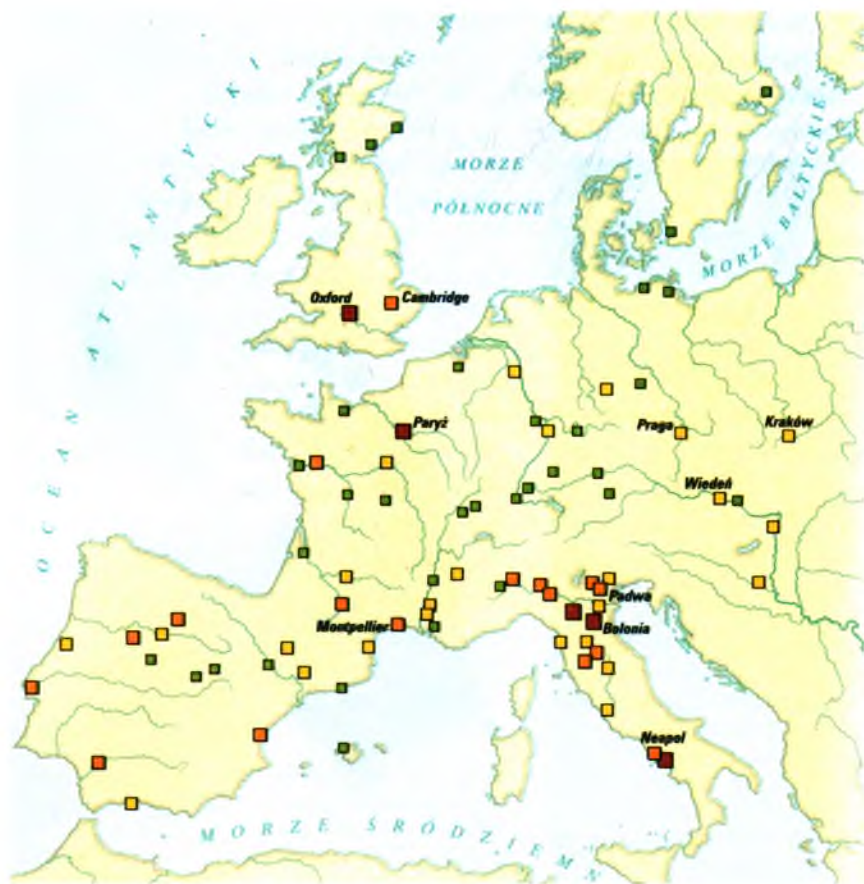 OCEAN ATLANTYCKI
MORZE
PÓŁNOCNE
MORZE BAŁTYCKIE
Oxford
Cambridge
Paryż
Praga
Kraków
Wiedeń
Padwa
Montpellier
Bolonia
Neapol
MORZE ŚRÓDZIEMN